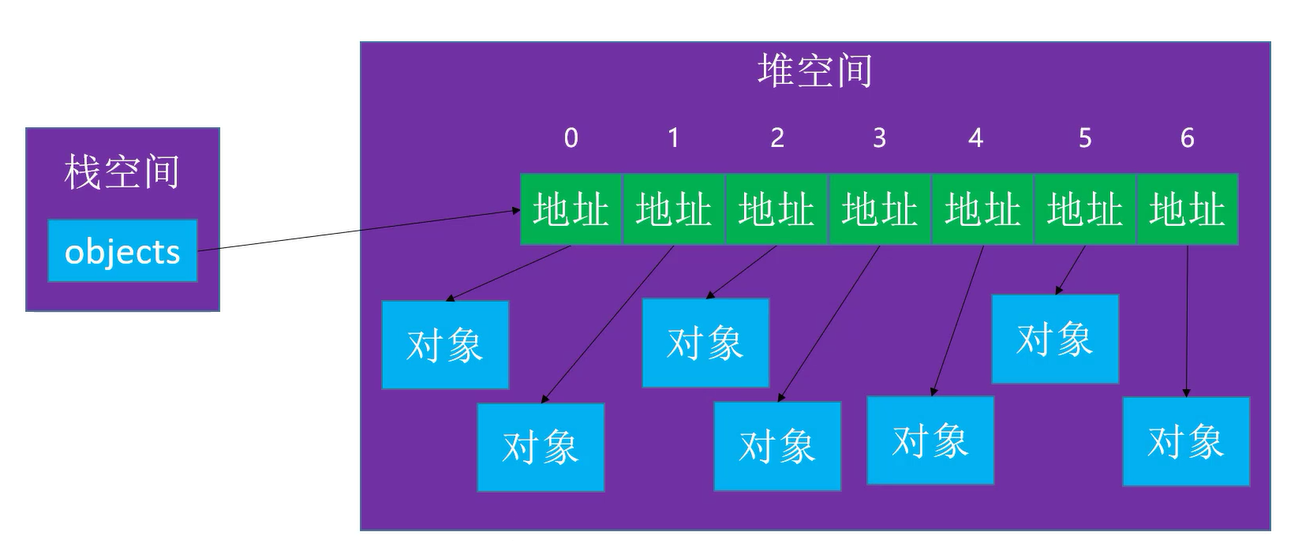 堆空间
0 1 2 3 4 5 6
栈空间
地址 地址 地址 地址 地址 地址 地址
objects
对象 对象 对象
对象 对象 对象 对象